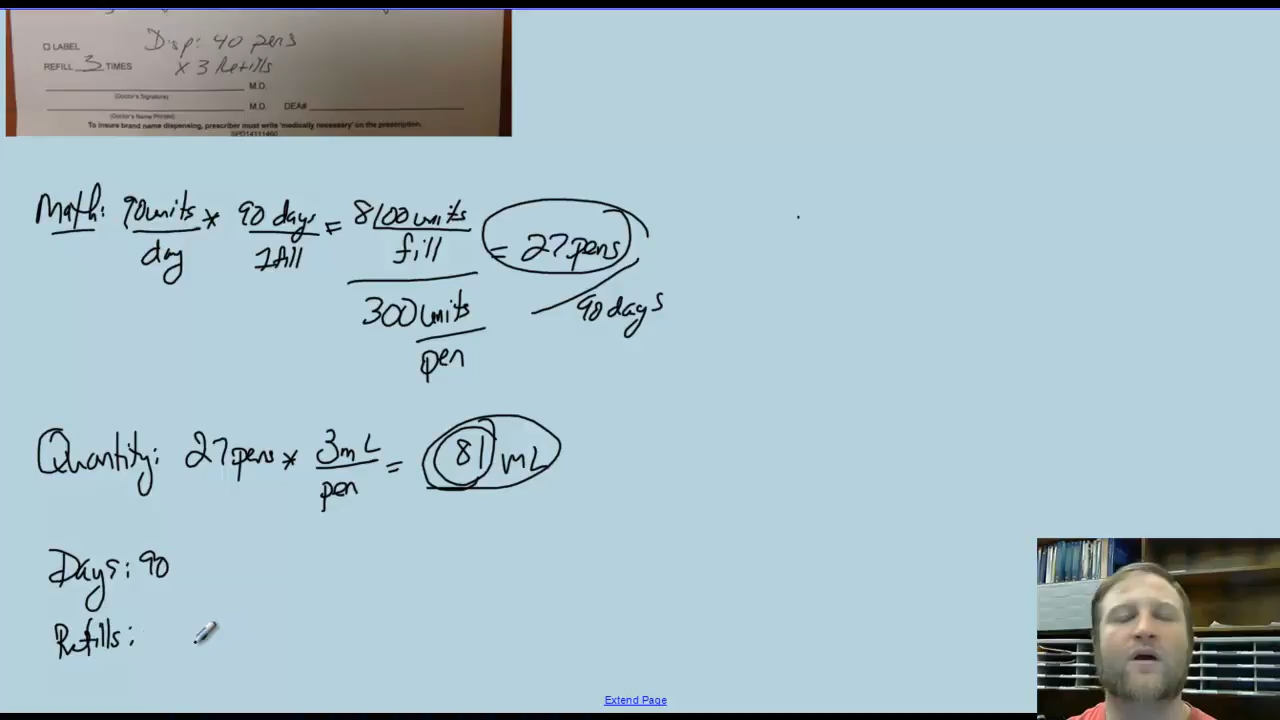 Disp: 40 pens
☐ LABEL
REFILL 3 TIMES x 3 Refills
M.D.
(Doctor's Signature)
M.D. DEA#
(Doctor's Name Printed)
To insure brand name dispensing, prescriber must write 'medically necessary' on the prescription.
Math: 90 units * 90 days = 8100 units
day 1 fill fill = 27 pens
300 units 90 days
pen
Quantity: 27 pens * 3mL = 81 mL
pen
Days: 90
Refills:
Extend Page